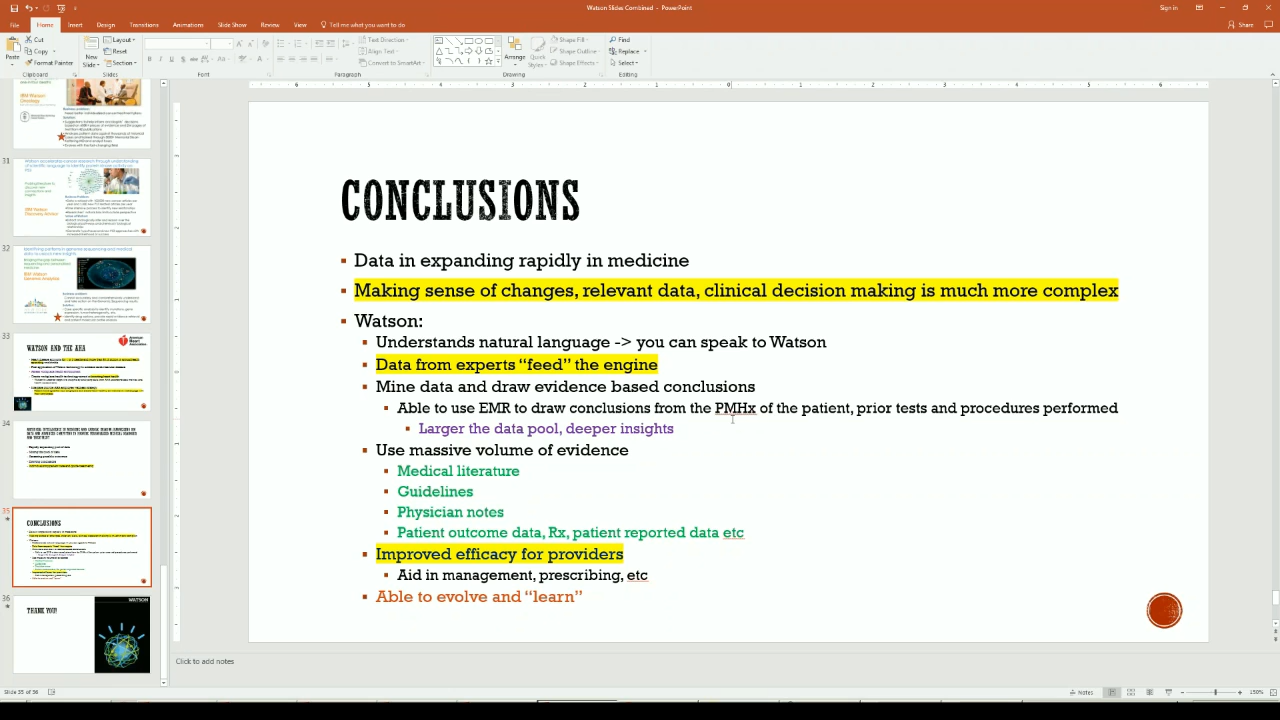 Watson Slides Combined - PowerPoint
Sign in
File Home Insert Design Transitions Animations Slide Show Review View Tell me what you want to do
Share
Paste
Cut
Copy
Format Painter
Clipboard
New Slide
Layout
Reset
Section
Slides
Font
Text Direction
Align Text
Convert to SmartArt
Paragraph
Arrange
Quick Styles
Shape Fill
Shape Outline
Shape Effects
Drawing
Find
Replace
Select
Editing
31
32
33
WATSON AND THE AHA
34
35
CONCLUSIONS
36
THANK YOU!
WATSON
CONCLUSIONS
Data in expanding rapidly in medicine
Making sense of changes, relevant data, clinical decision making is much more complex
Watson:
Understands natural language -> you can speak to Watson
Data from experts “feed” the engine
Mine data and draw evidence based conclusions
Able to use EMR to draw conclusions from the PMHx of the patient, prior tests and procedures performed
Larger the data pool, deeper insights
Use massive volume of evidence
Medical literature
Guidelines
Physician notes
Patient outcome data, Rx, patient reported data etc
Improved efficacy for providers
Aid in management, prescribing, etc
Able to evolve and “learn”
Click to add notes
Slide 35 of 36
Notes
159%